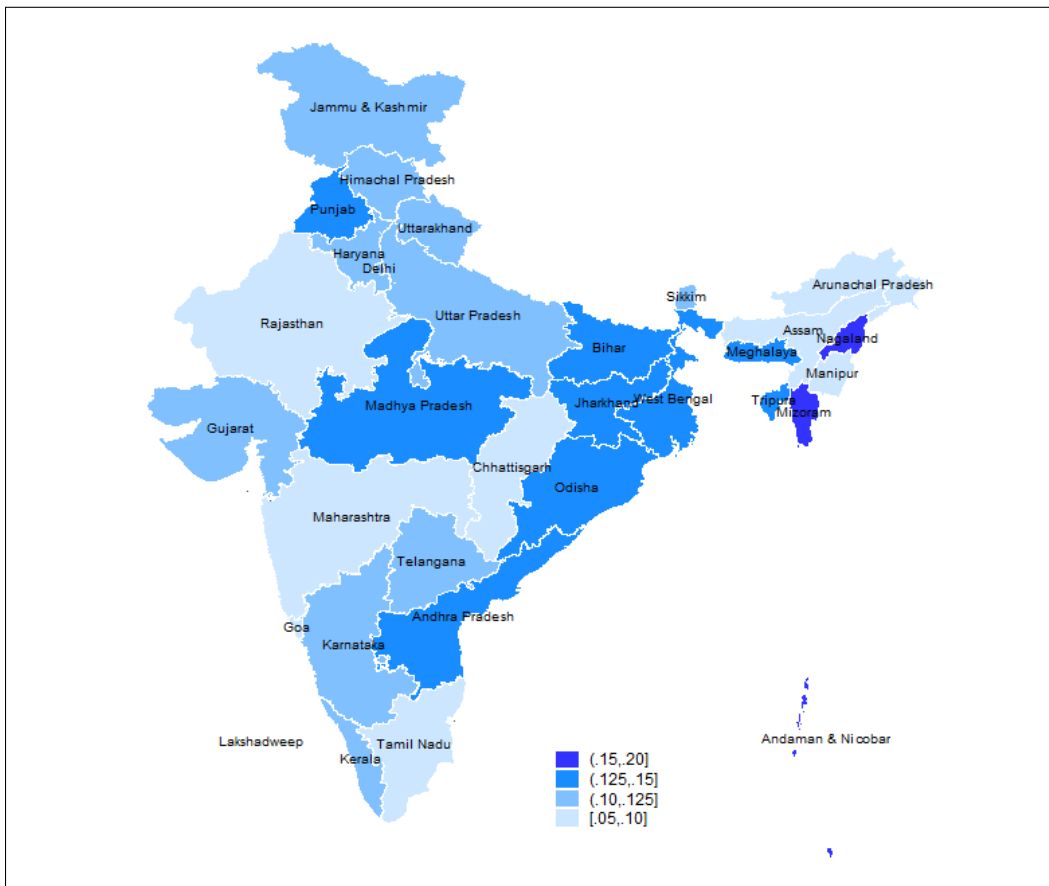 Jammu & Kashmir
Himachal Pradesh
Punjab
Uttarakhand
Haryana
Delhi
Arunachal Pradesh
Sikkim
Uttar Pradesh
Rajasthan
Assam
Nagaland
Bihar
Meghalaya
Manipur
Madhya Pradesh
Jharkhand
West Bengal
Tripura
Mizoram
Gujarat
Chhattisgarh
Odisha
Maharashtra
Telangana
Andhra Pradesh
Goa
Karnataka
Lakshadweep
Tamil Nadu
Andaman & Nicobar
Kerala
(.15,.20]
(.125,.15]
(.10,.125]
[.05,.10]